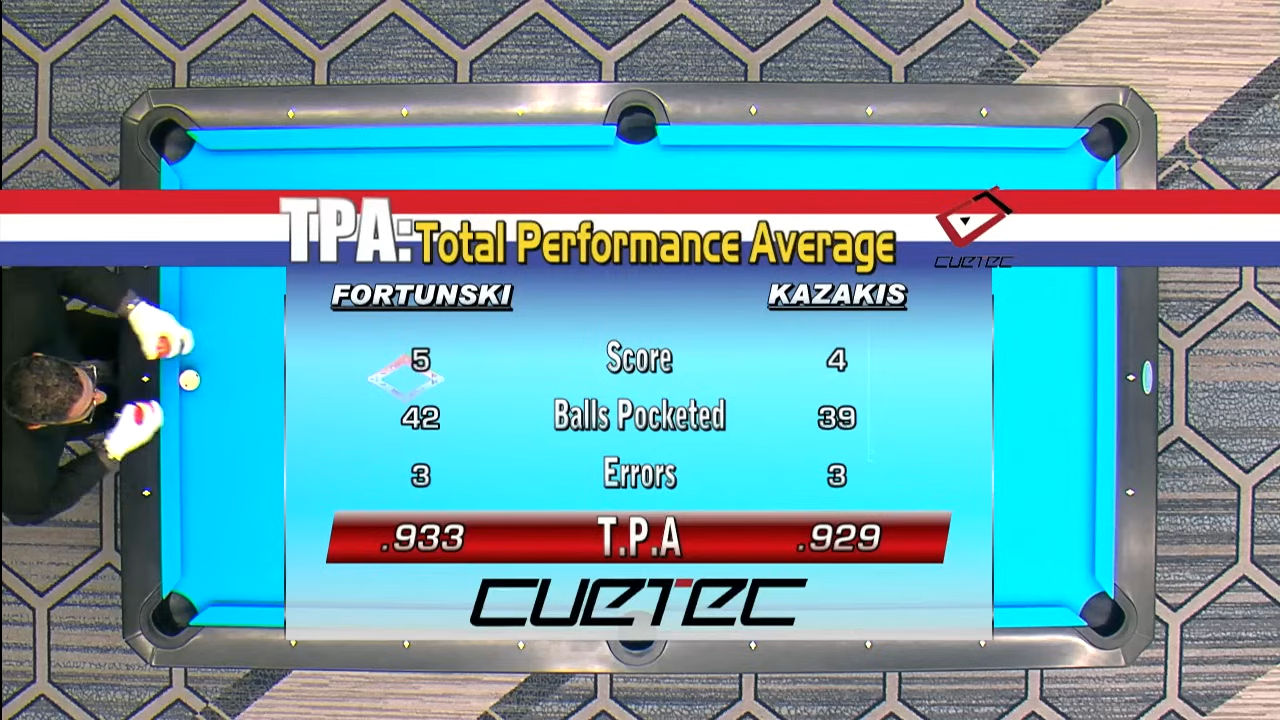 TPA: Total Performance Average
CUETEC
FORTUNSKI KAZAKIS
5 Score 4
42 Balls Pocketed 39
3 Errors 3
.933 T.P.A .929
CUETEC